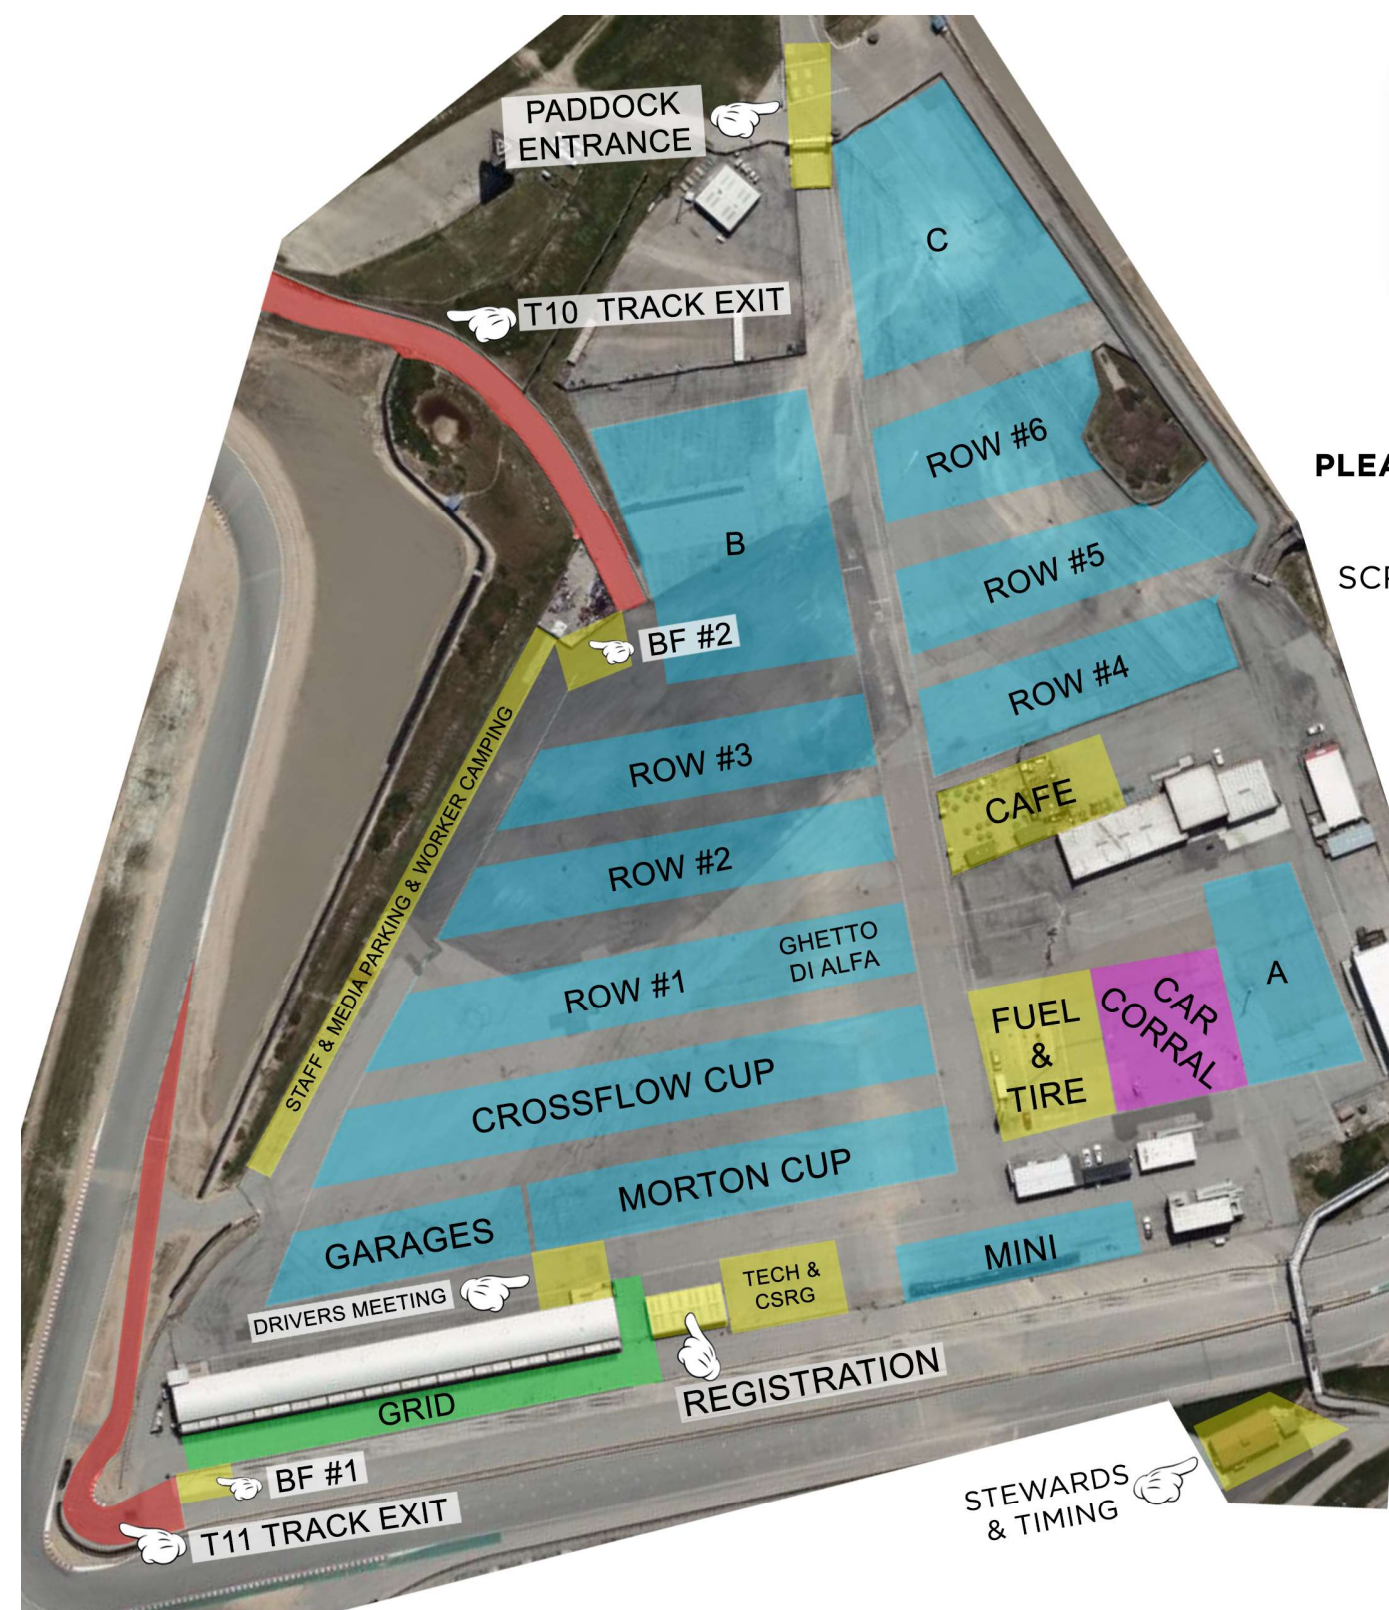 PADDOCK
ENTRANCE
C
T10 TRACK EXIT
ROW #6
B
ROW #5
BF #2
ROW #4
ROW #3
CAFE
ROW #2
STAFF & MEDIA PARKING & WORKER CAMPING
GHETTO
DI ALFA
ROW #1
A
CAR
CORRAL
FUEL
&
TIRE
CROSSFLOW CUP
MORTON CUP
GARAGES
MINI
DRIVERS MEETING
TECH &
CSRG
REGISTRATION
GRID
BF #1
T11 TRACK EXIT
STEWARDS
& TIMING